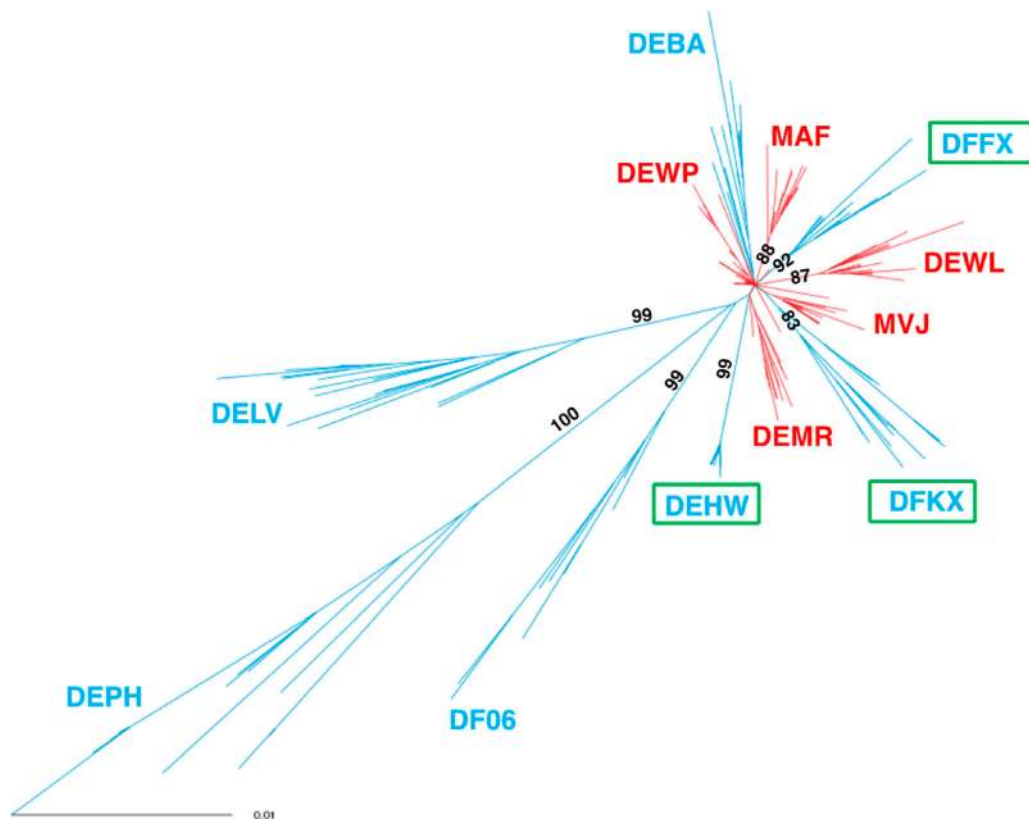 DEBA
MAF
DFFX
DEWP
88
92
DEWL
87
99
83
MVJ
99
99
DELV
100
DEMR
DEHW
DFKX
DEPH
DF06
0.01